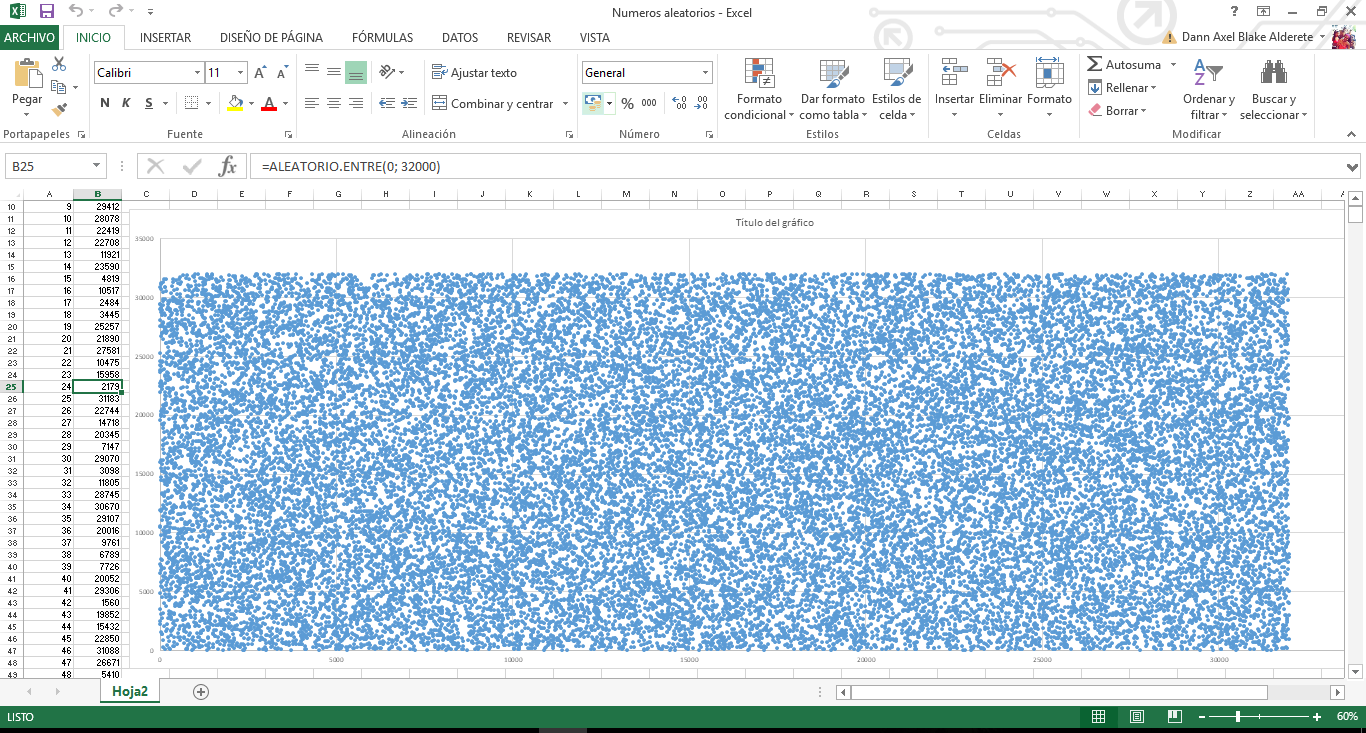 Numeros aleatorios - Excel
ARCHIVO INICIO INSERTAR DISEÑO DE PÁGINA FÓRMULAS DATOS REVISAR VISTA Dann Axel Blake Alderete
Pegar
Calibri 11
N K S
Ajustar texto
Combinar y centrar
General
% 000
Formato condicional
Dar formato como tabla
Estilos de celda
Insertar Eliminar Formato
Autosuma
Rellenar
Borrar
Ordenar y filtrar
Buscar y seleccionar
Portapapeles Fuente Alineación Número Estilos Celdas Modificar
B25 fx =ALEATORIO.ENTRE(0; 32000)
A B C D E F G H I J K L M N O P Q R S T U V W X Y Z AA
10 9 29412
11 10 28078
12 11 22419
13 12 22708
14 13 11921
15 14 23590
16 15 4819
17 16 10517
18 17 2484
19 18 3445
20 19 25257
21 20 21890
22 21 27581
23 22 10475
24 23 15958
25 24 2179
26 25 31183
27 26 22744
28 27 14718
29 28 20345
30 29 7147
31 30 29070
32 31 3098
33 32 11805
34 33 28745
35 34 30670
36 35 29107
37 36 20016
38 37 9761
39 38 6789
40 39 7726
41 40 20052
42 41 29306
43 42 1560
44 43 19852
45 44 15432
46 45 22850
47 46 31088
48 47 26671
49 48 5410
Título del gráfico
35000
30000
25000
20000
15000
10000
5000
0
0 5000 10000 15000 20000 25000 30000
Hoja2
LISTO 60%